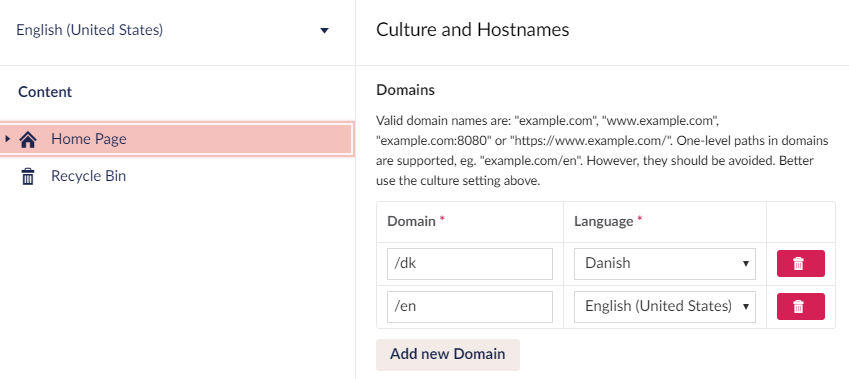 English (United States)
Content
Home Page
Recycle Bin
Culture and Hostnames
Domains
Valid domain names are: "example.com", "www.example.com",
"example.com:8080" or "https://www.example.com/". One-level paths in domains
are supported, eg. "example.com/en". However, they should be avoided. Better
use the culture setting above.
Domain * Language *
/dk Danish
/en English (United States)
Add new Domain